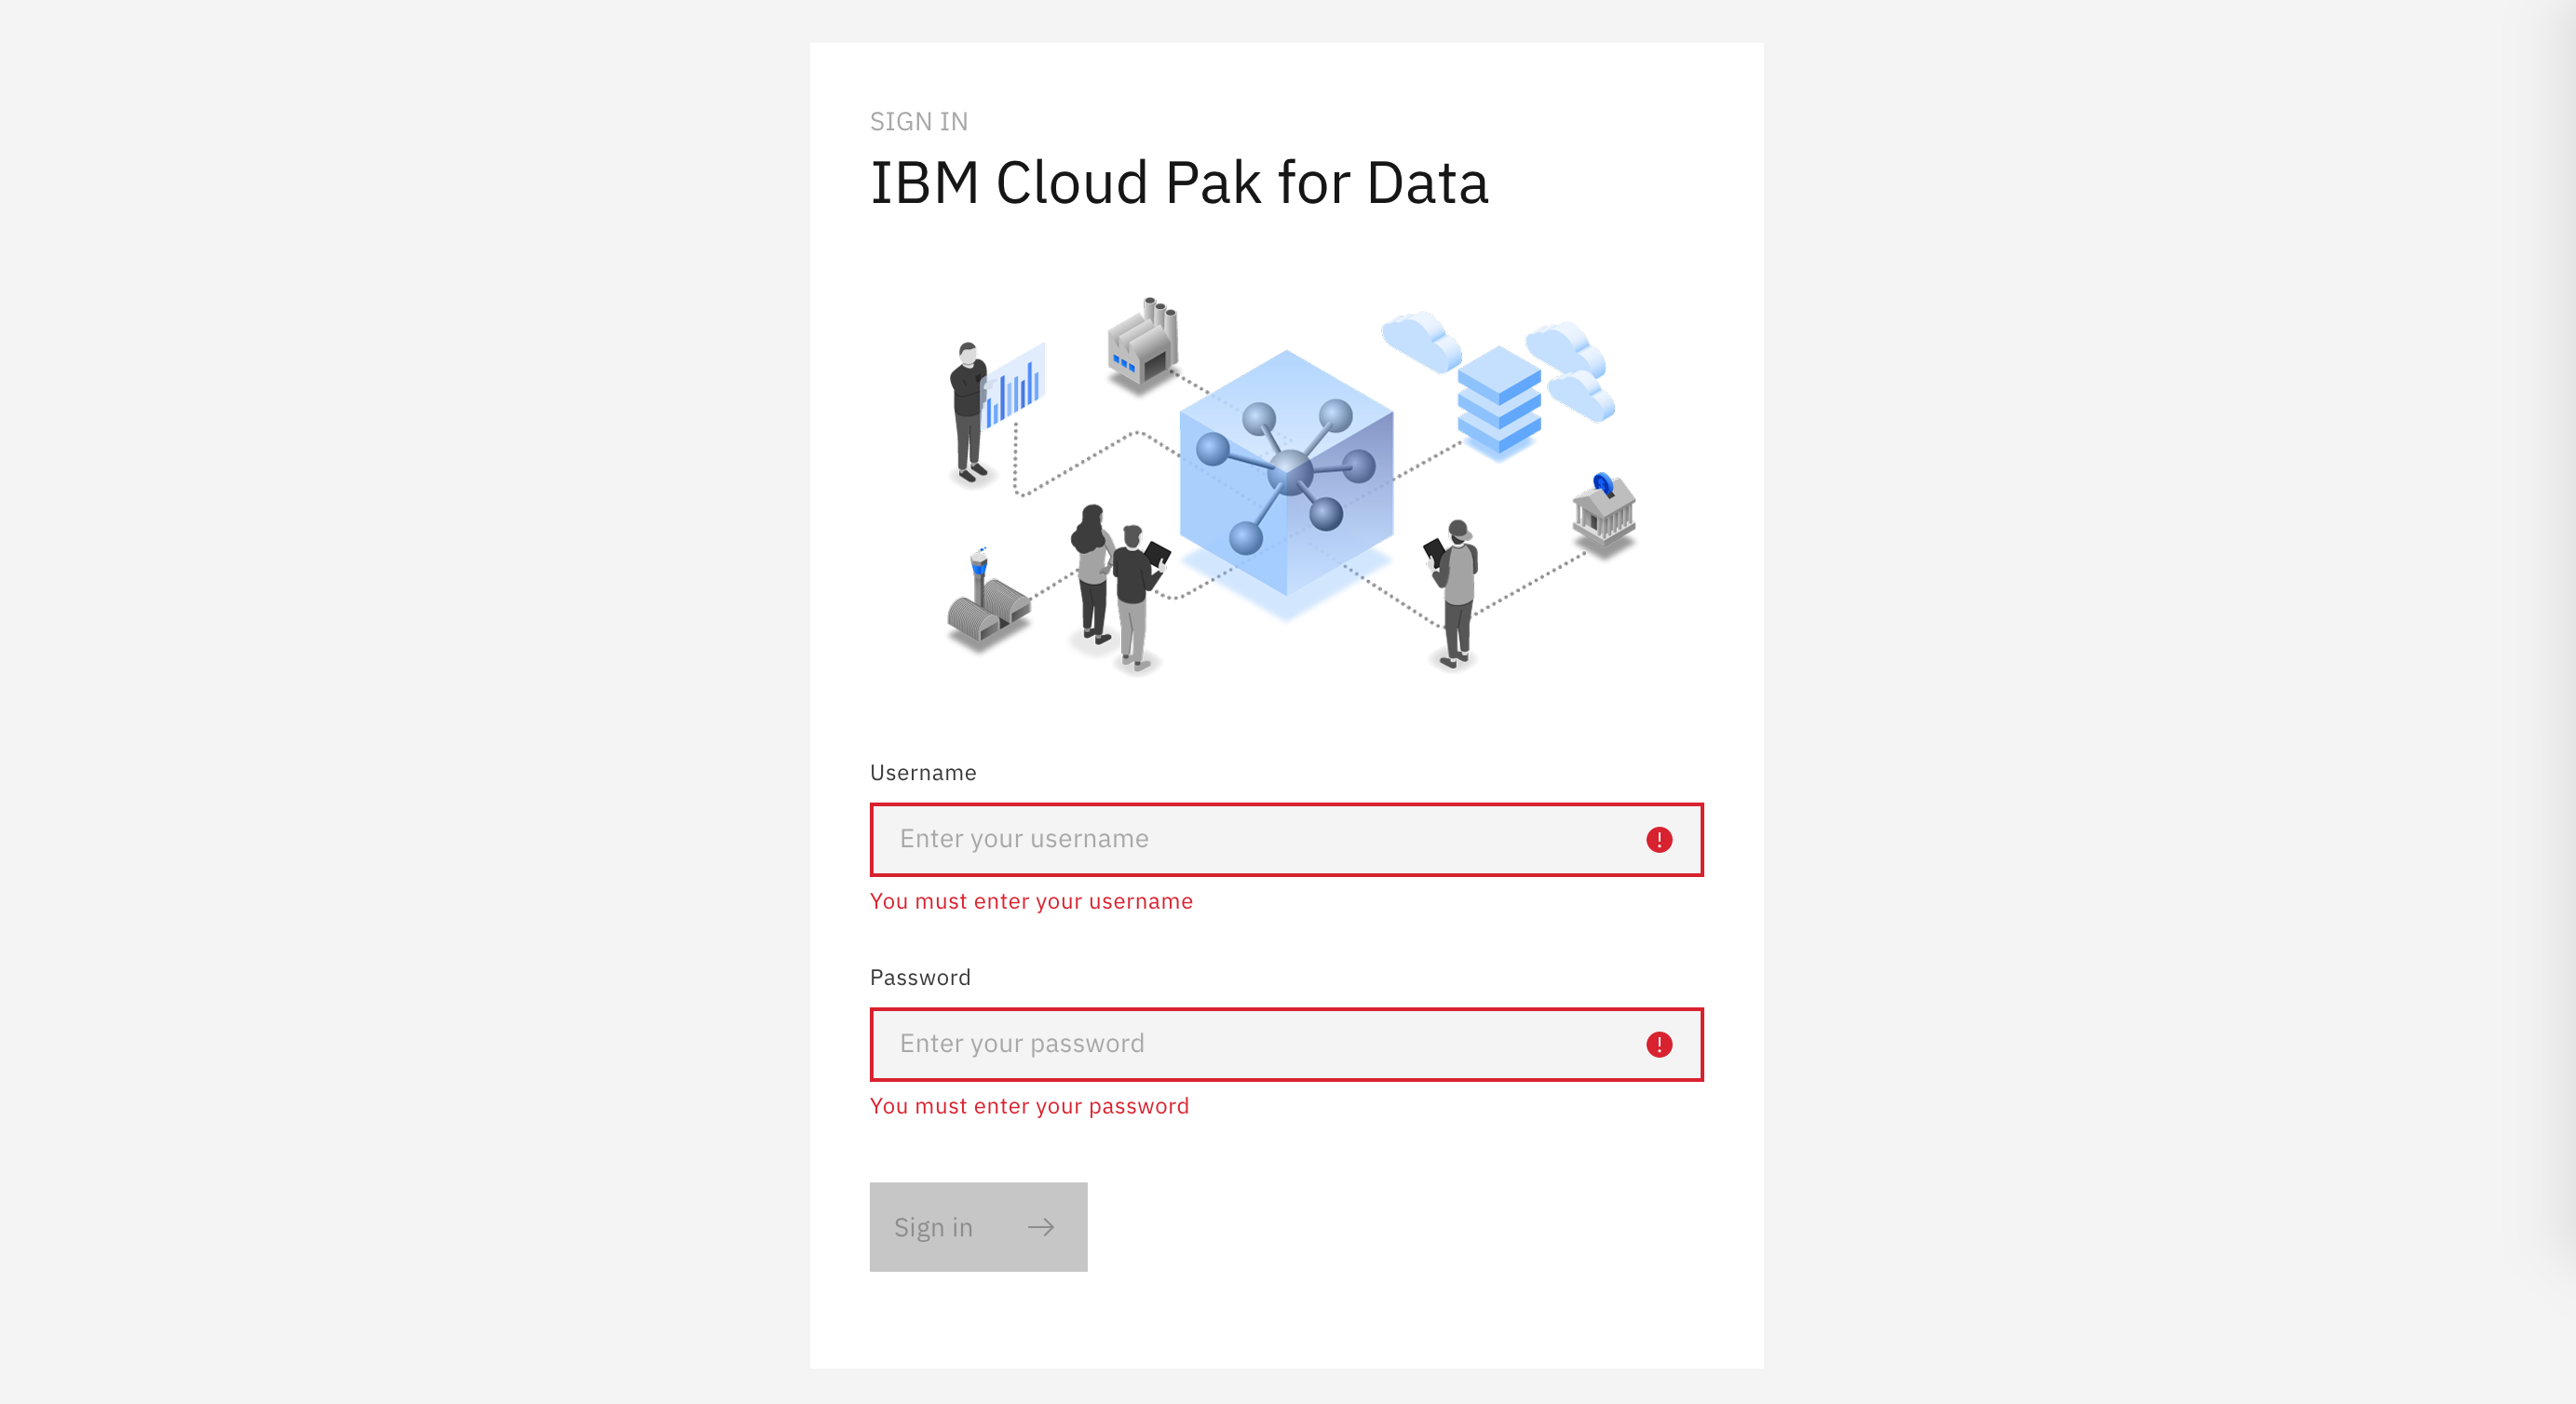 SIGN IN
IBM Cloud Pak for Data
Username
Enter your username
You must enter your username
Password
Enter your password
You must enter your password
Sign in